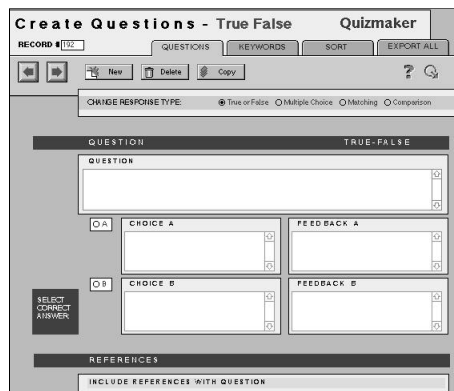 Create Questions - True False Quizmaker
RECORD # 192
QUESTIONS KEYWORDS SORT EXPORT ALL
New Delete Copy ?
CHANGE RESPONSE TYPE: True or False Multiple Choice Matching Comparison
QUESTION TRUE-FALSE
QUESTION
A CHOICE A FEEDBACK A
B CHOICE B FEEDBACK B
SELECT
CORRECT
ANSWER:
REFERENCES
INCLUDE REFERENCES WITH QUESTION